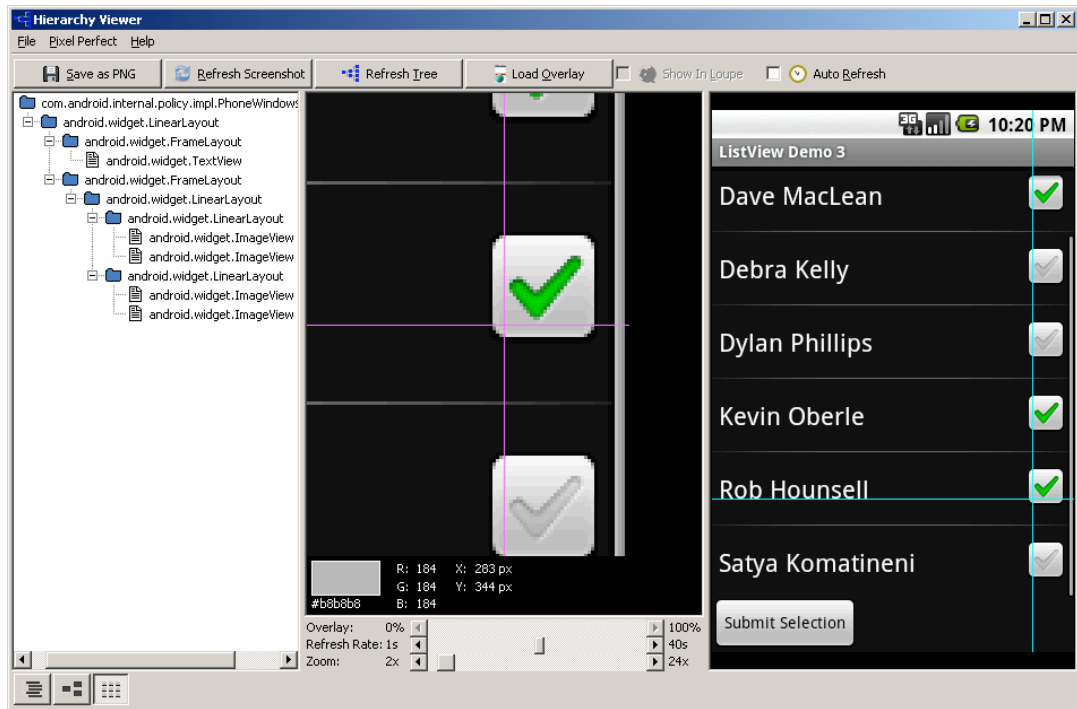 Hierarchy Viewer
File Pixel Perfect Help
Save as PNG Refresh Screenshot Refresh Tree Load Overlay Show In Loupe Auto Refresh
com.android.internal.policy.impl.PhoneWindow$
android.widget.LinearLayout
android.widget.FrameLayout
android.widget.TextView
android.widget.FrameLayout
android.widget.LinearLayout
android.widget.LinearLayout
android.widget.ImageView
android.widget.ImageView
android.widget.LinearLayout
android.widget.ImageView
android.widget.ImageView
R: 184 X: 283 px
G: 184 Y: 344 px
#b8b8b8 B: 184
Overlay: 0% 100%
Refresh Rate: 1s 40s
Zoom: 2x 24x
3G 10:20 PM
ListView Demo 3
Dave MacLean
Debra Kelly
Dylan Phillips
Kevin Oberle
Rob Hounsell
Satya Komatineni
Submit Selection